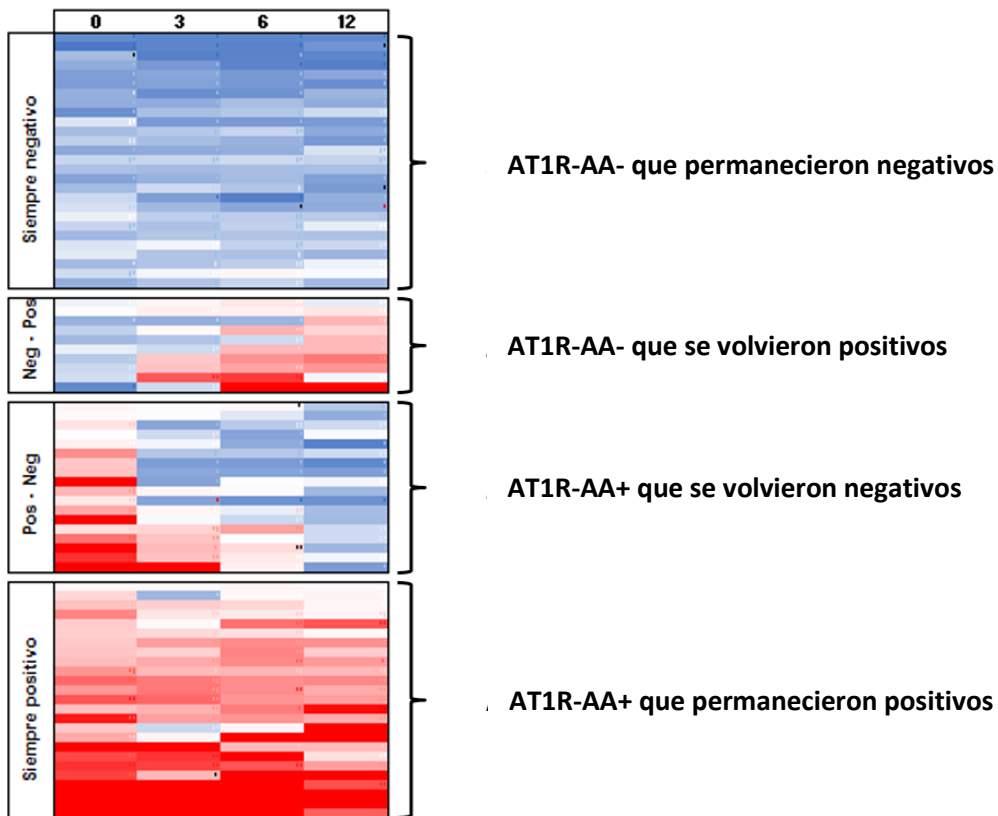 0 3 6 12
Siempre negativo
AT1R-AA- que permanecieron negativos
Neg - Pos
AT1R-AA- que se volvieron positivos
Pos - Neg
AT1R-AA+ que se volvieron negativos
Siempre positivo
AT1R-AA+ que permanecieron positivos